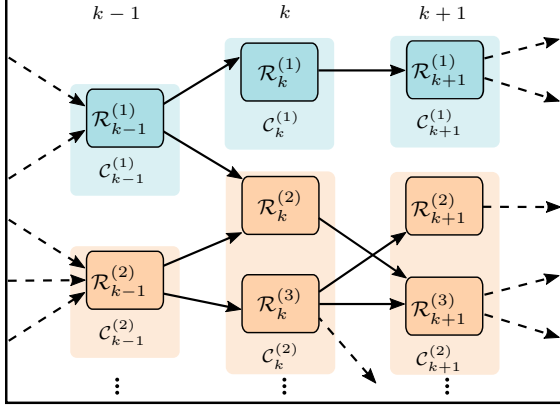 k − 1 k k + 1
ℛ_{k−1}^{(1)} ℛ_k^{(1)} ℛ_{k+1}^{(1)}
𝒞_{k−1}^{(1)} 𝒞_k^{(1)} 𝒞_{k+1}^{(1)}
ℛ_k^{(2)} ℛ_{k+1}^{(2)}
ℛ_{k−1}^{(2)} ℛ_k^{(3)} ℛ_{k+1}^{(3)}
𝒞_{k−1}^{(2)} 𝒞_k^{(2)} 𝒞_{k+1}^{(2)}
⋮ ⋮ ⋮